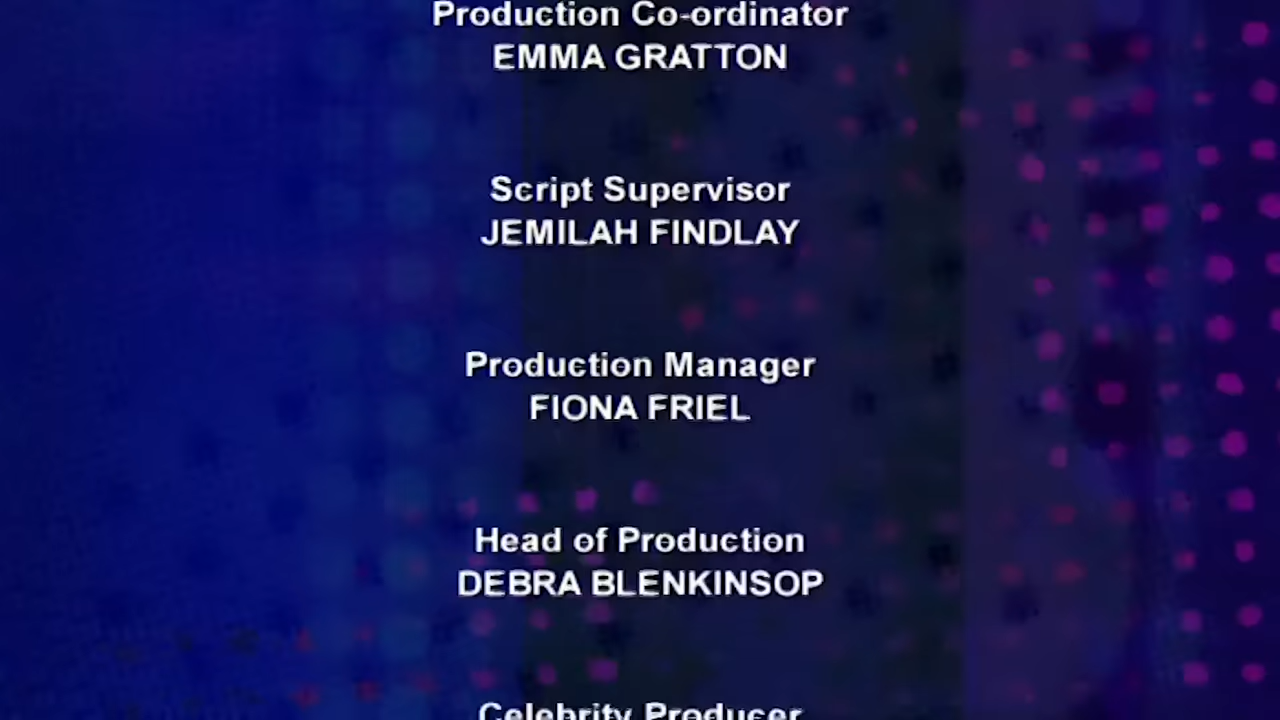 Production Co-ordinator
EMMA GRATTON
Script Supervisor
JEMILAH FINDLAY
Production Manager
FIONA FRIEL
Head of Production
DEBRA BLENKINSOP
Celebrity Producer